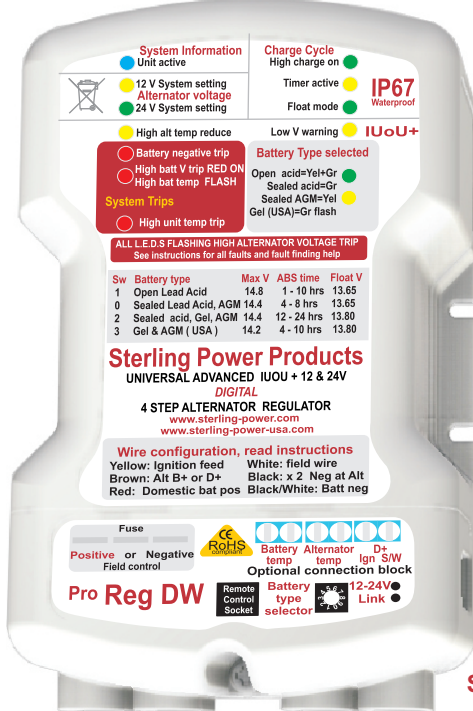 System Information
Unit active
Charge Cycle
High charge on
12 V System setting
Alternator voltage
24 V System setting
Timer active
Float mode
IP67
Waterproof
High alt temp reduce
Low V warning
IUoU+
Battery negative trip
High batt V trip RED ON
High bat temp FLASH
System Trips
High unit temp trip
Battery Type selected
Open acid=Yel+Gr
Sealed acid=Gr
Sealed AGM=Yel
Gel (USA)=Gr flash
ALL L.E.D.S FLASHING HIGH ALTERNATOR VOLTAGE TRIP
See instructions for all faults and fault finding help
Sw Battery type Max V ABS time Float V
1 Open Lead Acid 14.8 1 - 10 hrs 13.65
0 Sealed Lead Acid, AGM 14.4 4 - 8 hrs 13.65
2 Sealed acid, Gel, AGM 14.4 12 - 24 hrs 13.80
3 Gel & AGM ( USA ) 14.2 4 - 10 hrs 13.80
Sterling Power Products
UNIVERSAL ADVANCED IUOU + 12 & 24V
DIGITAL
4 STEP ALTERNATOR REGULATOR
www.sterling-power.com
www.sterling-power-usa.com
Wire configuration, read instructions
Yellow: Ignition feed White: field wire
Brown: Alt B+ or D+ Black: x 2 Neg at Alt
Red: Domestic bat pos Black/White: Batt neg
Fuse
Positive or Negative
Field control
CE
RoHS
compliant
Battery temp
Alternator temp
D+
Ign S/W
Optional connection block
Pro Reg DW
Remote
Control
Socket
Battery
type
selector
12-24V
Link
S